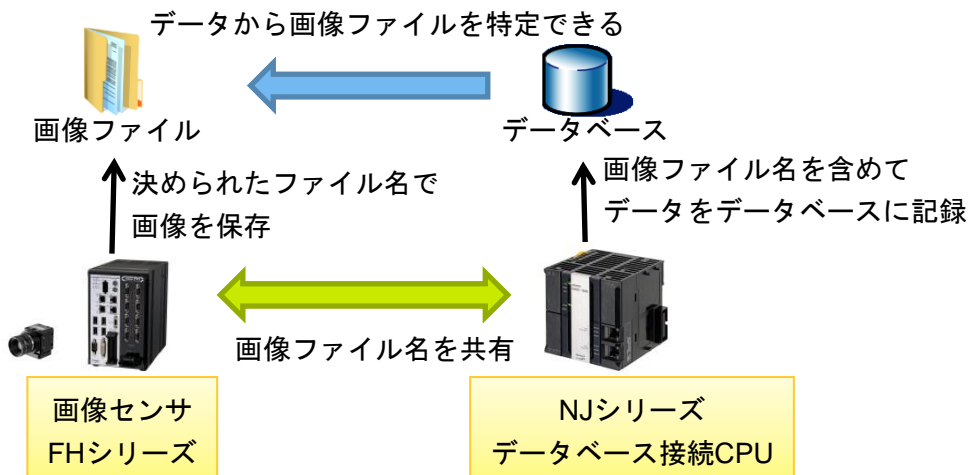 データから画像ファイルを特定できる
画像ファイル
データベース
決められたファイル名で
画像を保存
画像ファイル名を含めて
データをデータベースに記録
画像ファイル名を共有
画像センサ
FHシリーズ
NJシリーズ
データベース接続CPU